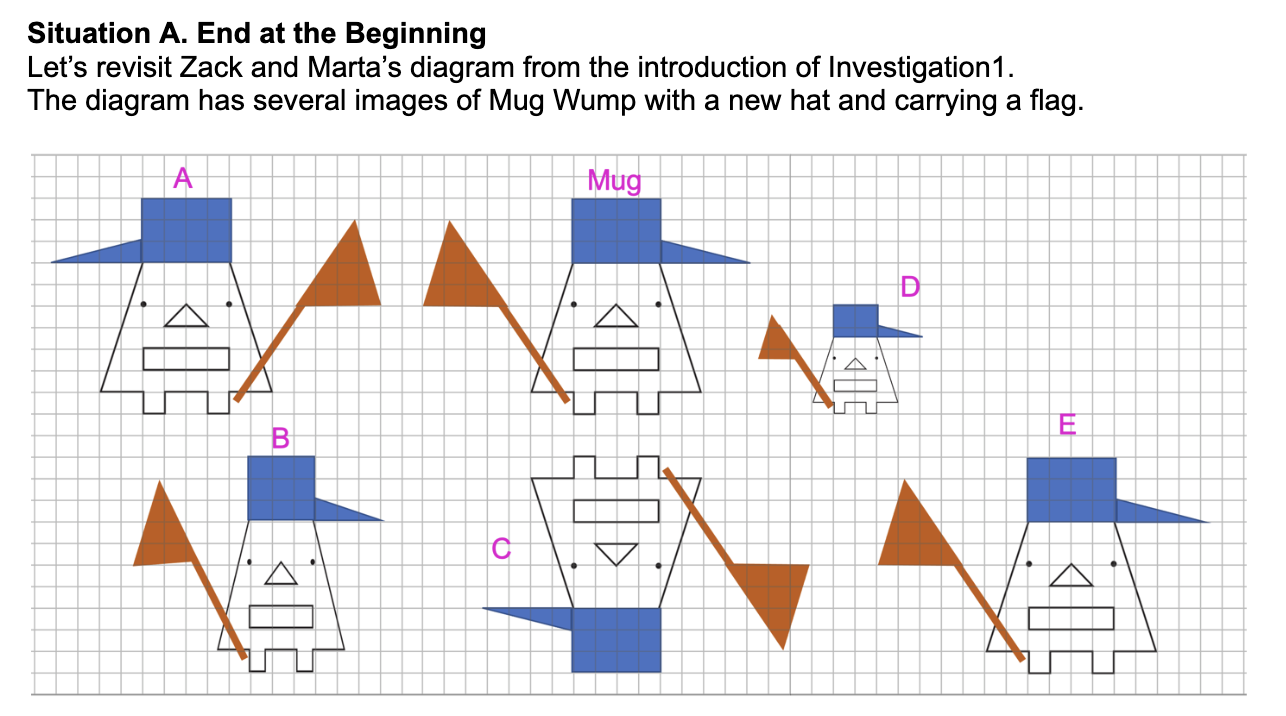 Situation A. End at the Beginning
Let’s revisit Zack and Marta’s diagram from the introduction of Investigation1.
The diagram has several images of Mug Wump with a new hat and carrying a flag.
A
Mug
D
B
E
C